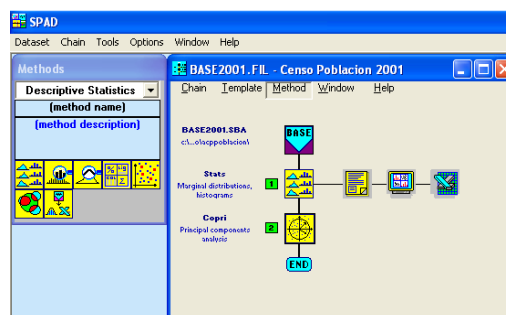 SPAD
Dataset Chain Tools Options Window Help
Methods
Descriptive Statistics
(method name)
(method description)
BASE2001.FIL - Censo Poblacion 2001
Chain Template Method Window Help
BASE2001.SBA
c:\...o\acppoblacion\
BASE
Stats
Marginal distributions,
histograms
1
Copri
Principal components
analysis
2
END